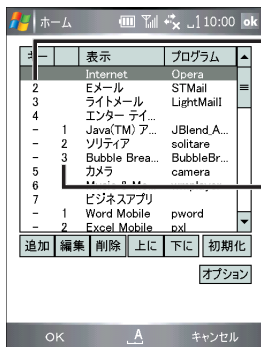 ホーム 10:00 ok
キー 表示 プログラム
Internet Opera
2 Eメール STMail
3 ライトメール LightMailI
4 エンター テイ...
- 1 Java(TM) ア... JBlend_A...
- 2 ソリティア solitare
- 3 Bubble Brea... BubbleBr...
5 カメラ camera
6
7 ビジネスアプリ
- 1 Word Mobile pword
- 2 Excel Mobile pxl
追加 編集 削除 上に 下に 初期化
オプション
OK A キャンセル